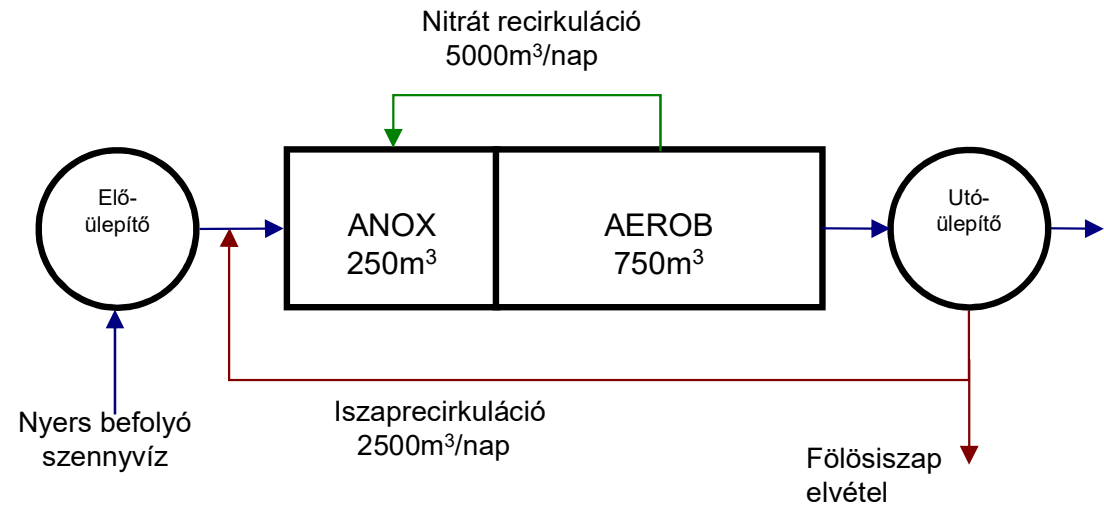 Nitrát recirkuláció
5000m³/nap
Elő-
ülepítő
ANOX
250m³
AEROB
750m³
Utó-
ülepítő
Nyers befolyó
szennyvíz
Iszaprecirkuláció
2500m³/nap
Fölösiszap
elvétel